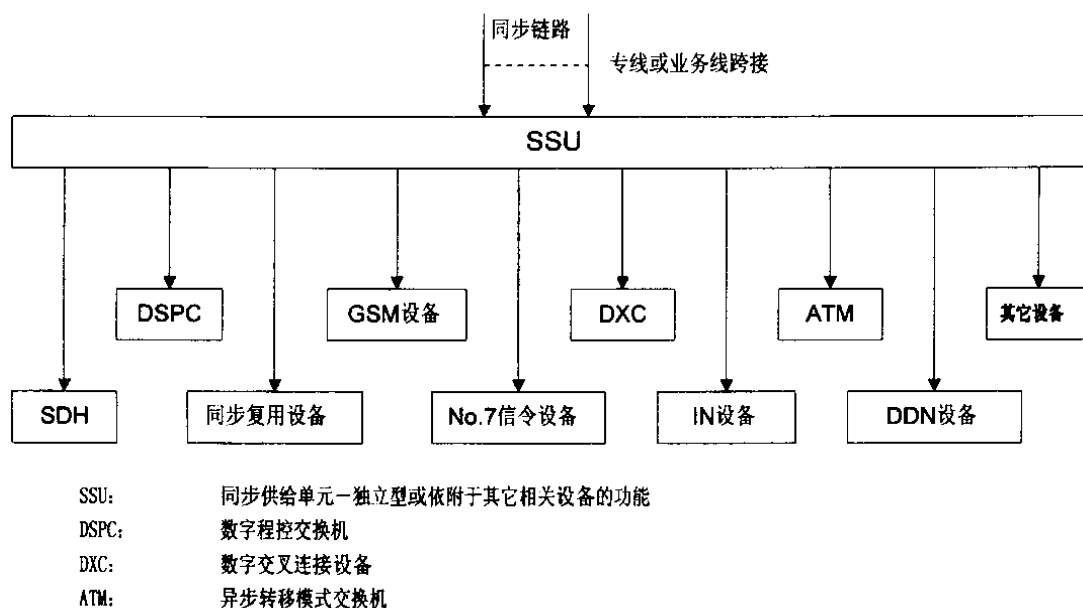 同步链路
专线或业务线跨接
SSU
DSPC
GSM设备
DXC
ATM
其它设备
SDH
同步复用设备
No.7信令设备
IN设备
DDN设备
SSU: 同步供给单元－独立型或依附于其它相关设备的功能
DSPC: 数字程控交换机
DXC: 数字交叉连接设备
ATM: 异步转移模式交换机